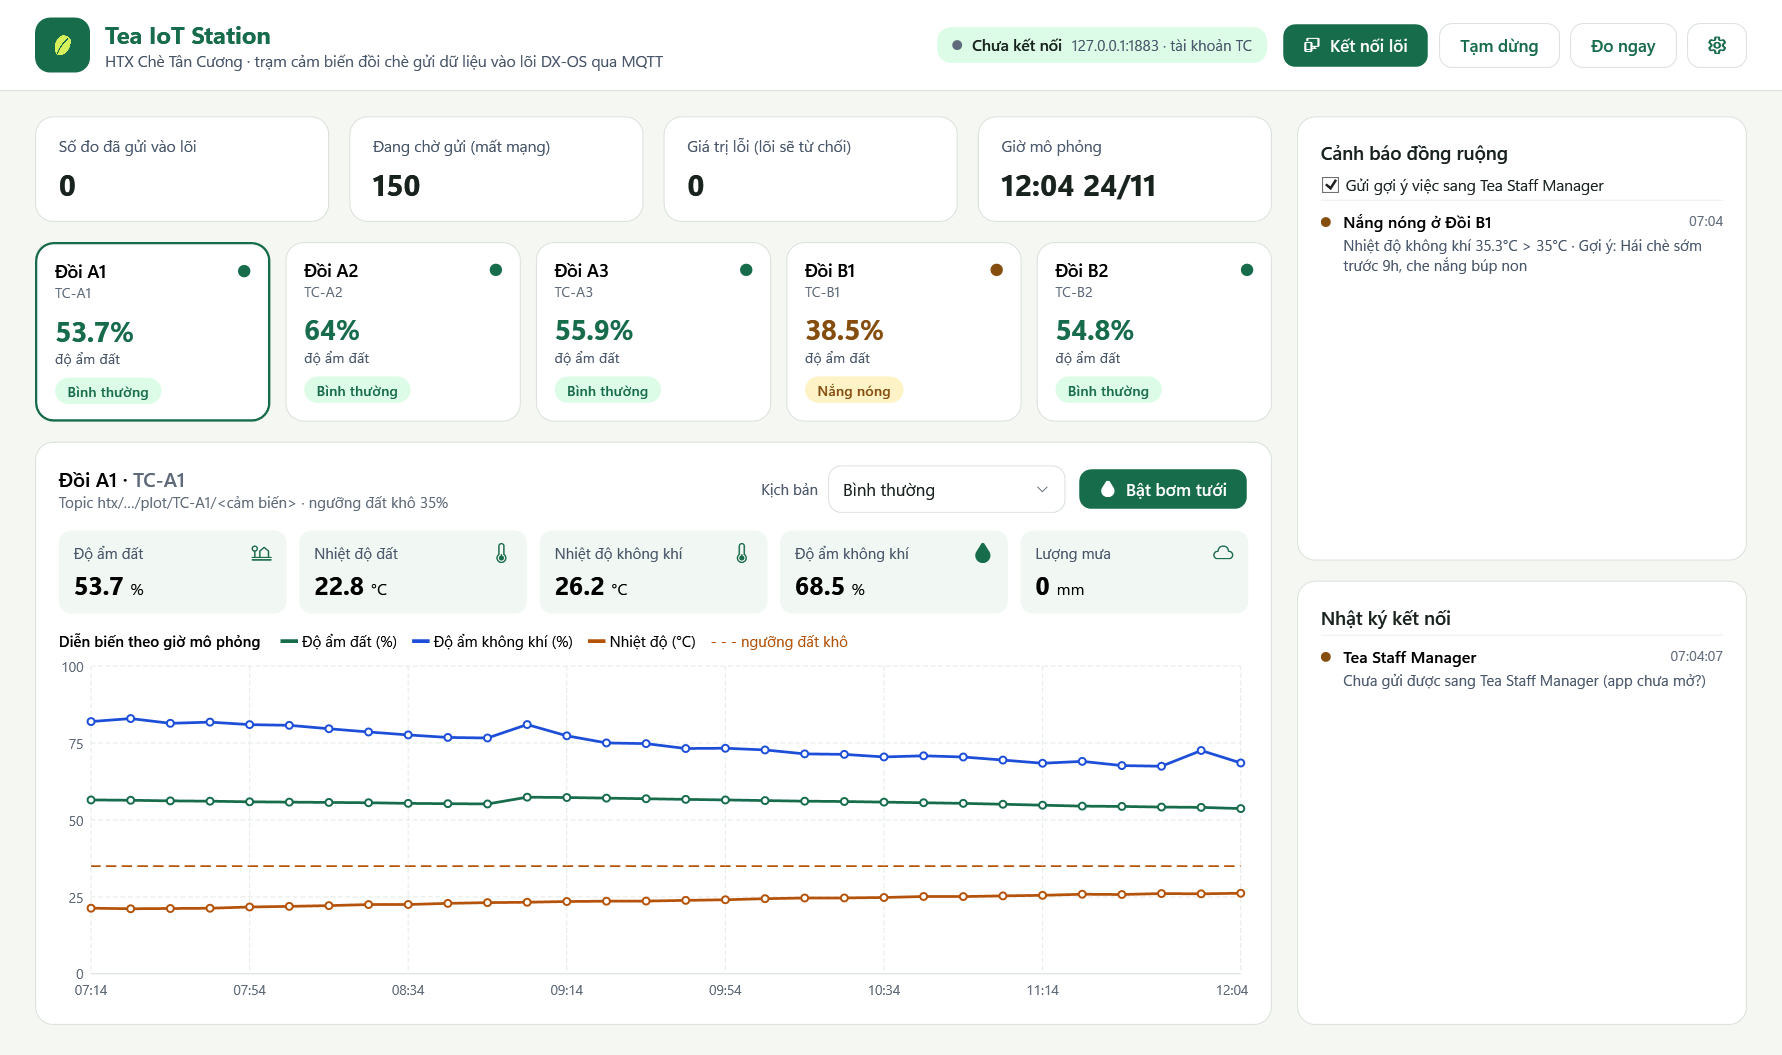 Tea IoT Station
HTX Chè Tân Cương · trạm cảm biến đồi chè gửi dữ liệu vào lõi DX-OS qua MQTT
Chưa kết nối 127.0.0.1:1883 · tài khoản TC
Kết nối lõi
Tạm dừng
Đo ngay
Số đo đã gửi vào lõi
0
Đang chờ gửi (mất mạng)
150
Giá trị lỗi (lõi sẽ từ chối)
0
Giờ mô phỏng
12:04 24/11
Đồi A1
TC-A1
53.7%
độ ẩm đất
Bình thường
Đồi A2
TC-A2
64%
độ ẩm đất
Bình thường
Đồi A3
TC-A3
55.9%
độ ẩm đất
Bình thường
Đồi B1
TC-B1
38.5%
độ ẩm đất
Nắng nóng
Đồi B2
TC-B2
54.8%
độ ẩm đất
Bình thường
Đồi A1 · TC-A1
Topic htx/.../plot/TC-A1/<cảm biến> · ngưỡng đất khô 35%
Kịch bản
Bình thường
Bật bơm tưới
Độ ẩm đất
53.7 %
Nhiệt độ đất
22.8 °C
Nhiệt độ không khí
26.2 °C
Độ ẩm không khí
68.5 %
Lượng mưa
0 mm
Diễn biến theo giờ mô phỏng
Độ ẩm đất (%)
Độ ẩm không khí (%)
Nhiệt độ (°C)
- - - ngưỡng đất khô
100
75
50
25
0
07:14
07:54
08:34
09:14
09:54
10:34
11:14
12:04
Cảnh báo đồng ruộng
Gửi gợi ý việc sang Tea Staff Manager
Nắng nóng ở Đồi B1 07:04
Nhiệt độ không khí 35.3°C > 35°C · Gợi ý: Hái chè sớm
trước 9h, che nắng búp non
Nhật ký kết nối
Tea Staff Manager 07:04:07
Chưa gửi được sang Tea Staff Manager (app chưa mở?)